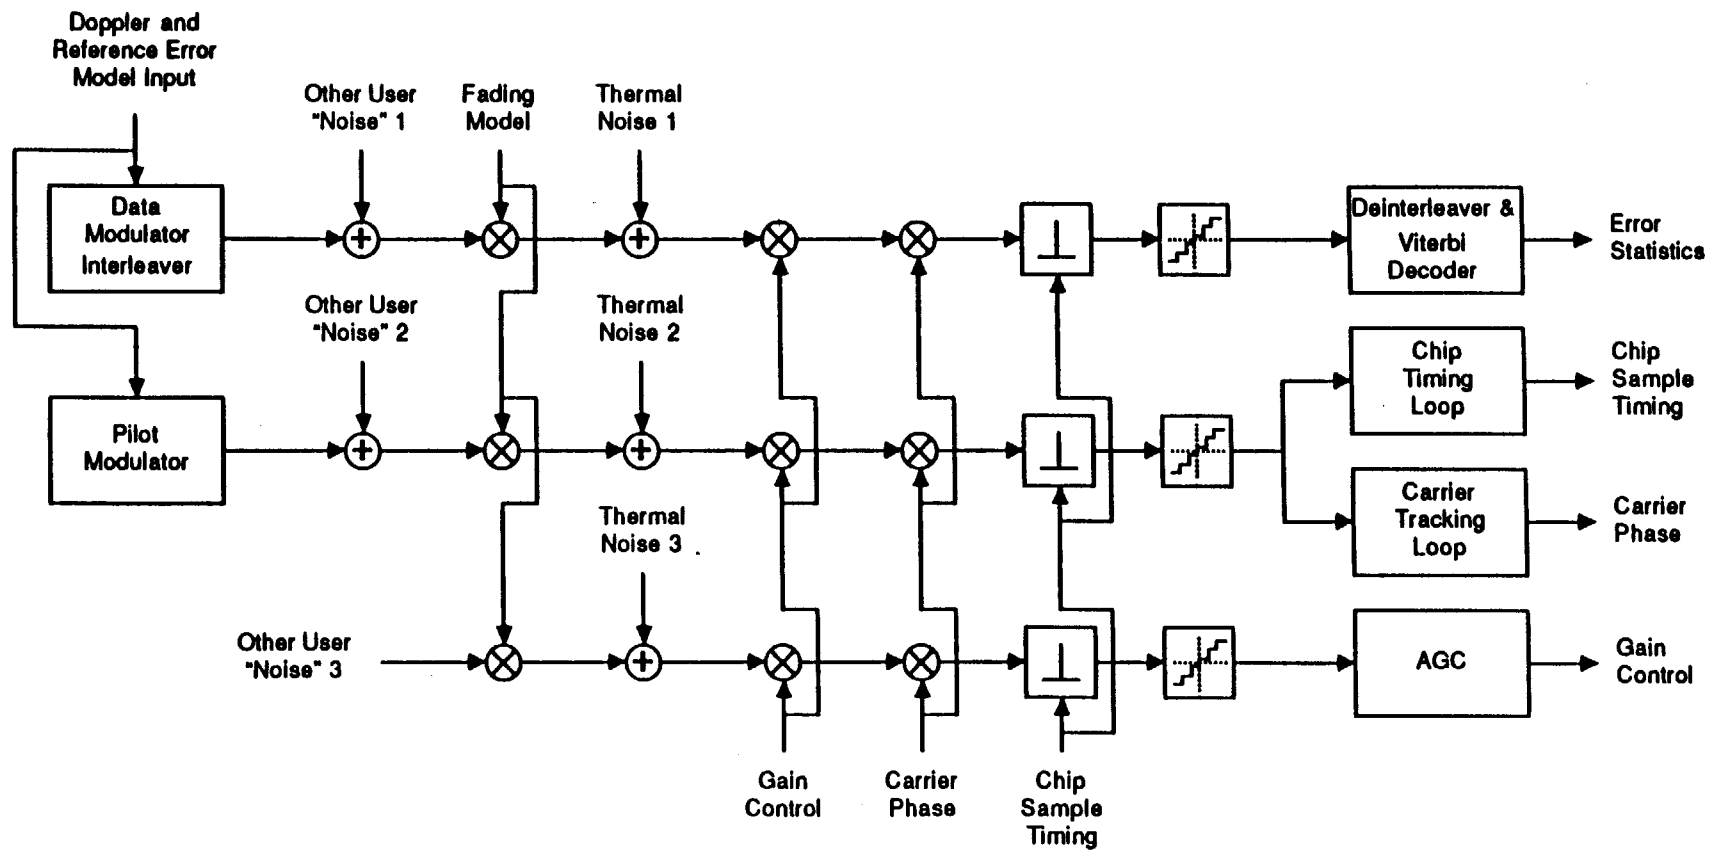 Doppler and
Reference Error
Model Input
Other User
"Noise" 1
Fading
Model
Thermal
Noise 1
Data
Modulator
Interleaver
Deinterleaver &
Viterbi
Decoder
Error
Statistics
Other User
"Noise" 2
Thermal
Noise 2
Chip
Timing
Loop
Chip
Sample
Timing
Pilot
Modulator
Carrier
Tracking
Loop
Carrier
Phase
Thermal
Noise 3
Other User
"Noise" 3
AGC
Gain
Control
Gain
Control
Carrier
Phase
Chip
Sample
Timing